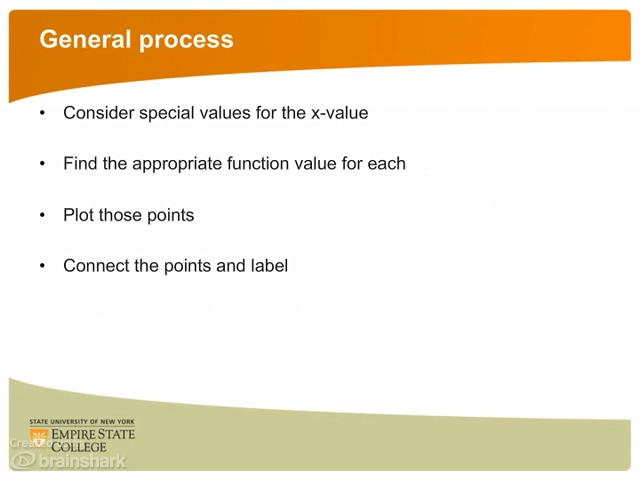 General process
• Consider special values for the x-value
• Find the appropriate function value for each
• Plot those points
• Connect the points and label
STATE UNIVERSITY OF NEW YORK
EMPIRE STATE
COLLEGE
brainshark